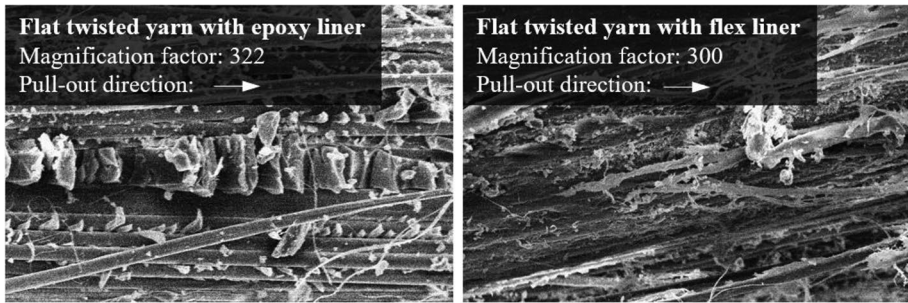 Flat twisted yarn with epoxy liner
Magnification factor: 322
Pull-out direction:
Flat twisted yarn with flex liner
Magnification factor: 300
Pull-out direction: